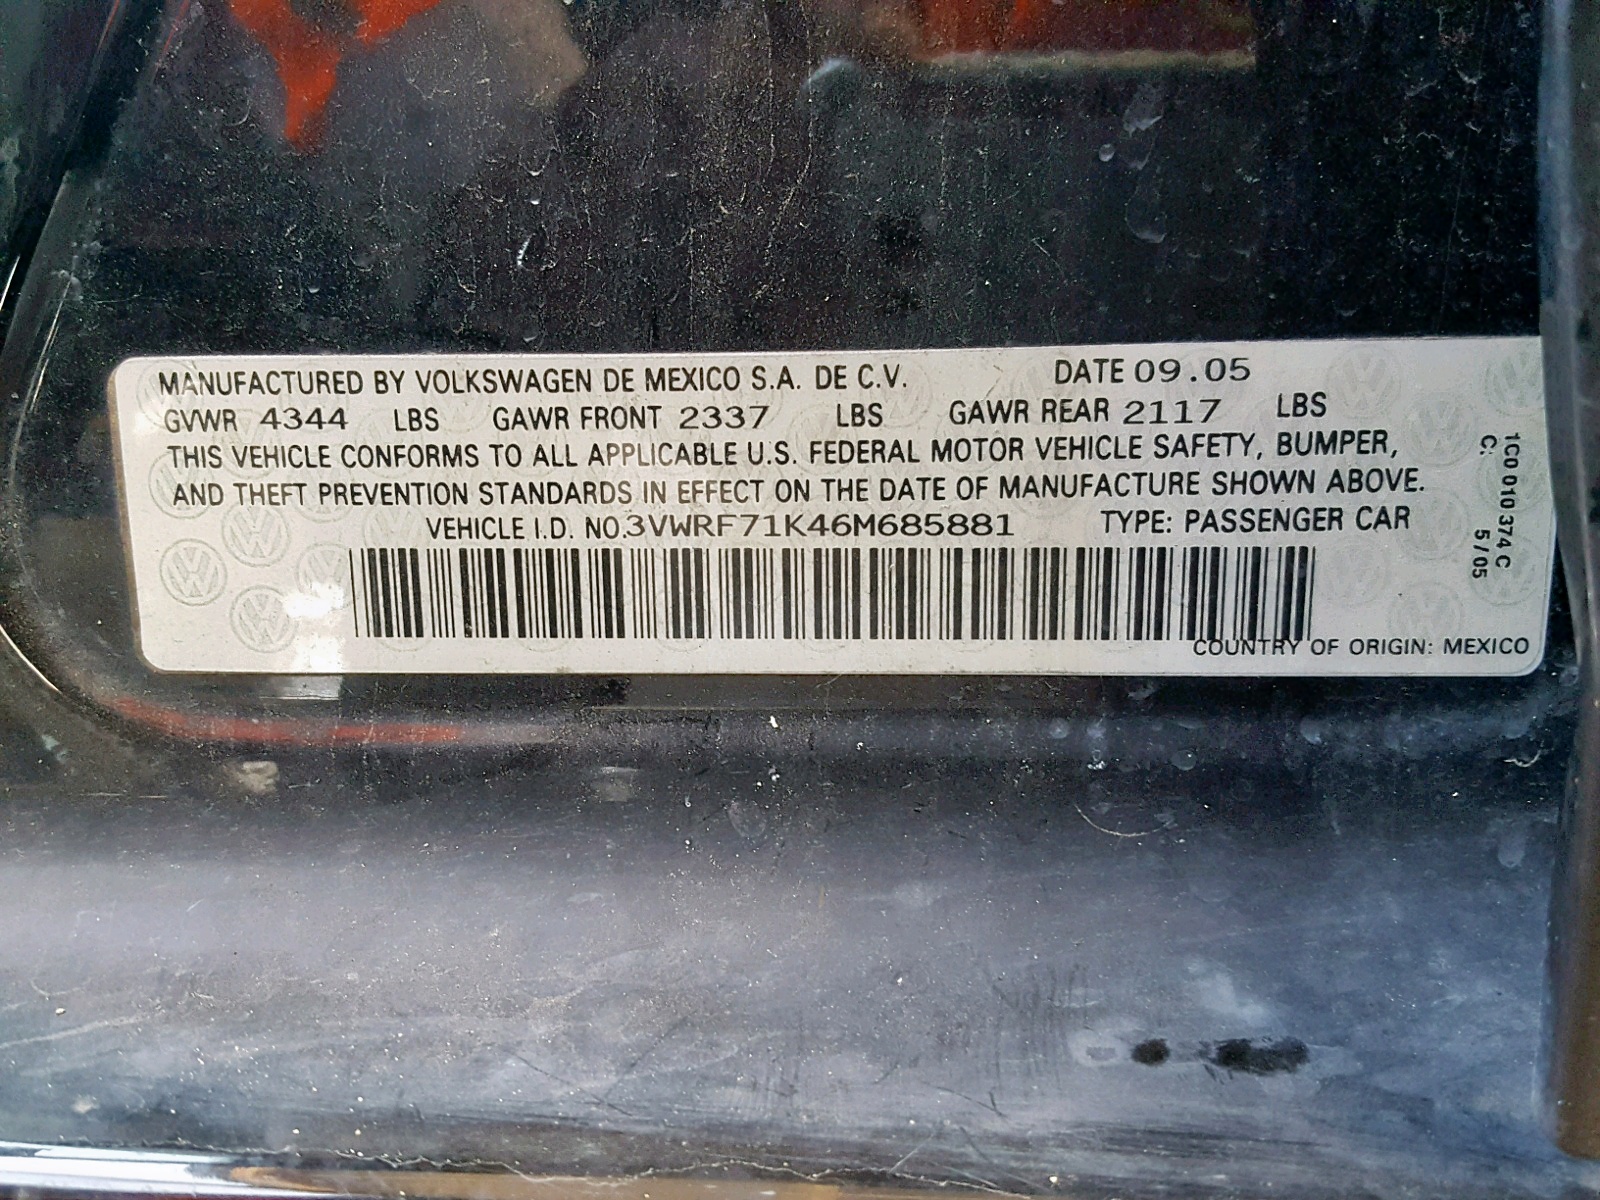 MANUFACTURED BY VOLKSWAGEN DE MEXICO S.A. DE C.V. DATE 09.05
GVWR 4344 LBS GAWR FRONT 2337 LBS GAWR REAR 2117 LBS
THIS VEHICLE CONFORMS TO ALL APPLICABLE U.S. FEDERAL MOTOR VEHICLE SAFETY, BUMPER,
AND THEFT PREVENTION STANDARDS IN EFFECT ON THE DATE OF MANUFACTURE SHOWN ABOVE.
VEHICLE I.D. NO.3VWRF71K46M685881 TYPE: PASSENGER CAR
COUNTRY OF ORIGIN: MEXICO
1C0 010 374 C
C: 5/05